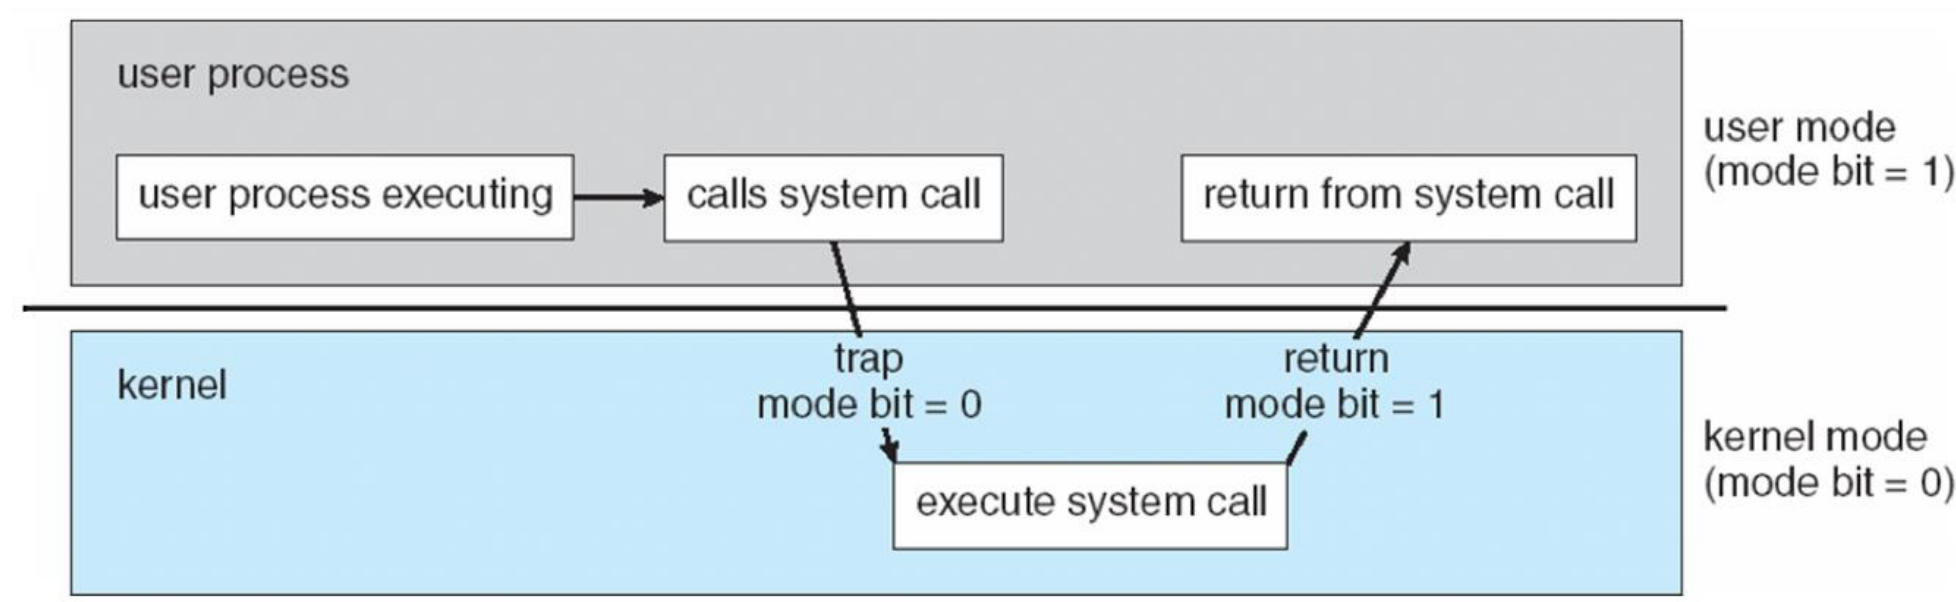 user process
user process executing
calls system call
return from system call
user mode
(mode bit = 1)
kernel
trap
mode bit = 0
return
mode bit = 1
execute system call
kernel mode
(mode bit = 0)